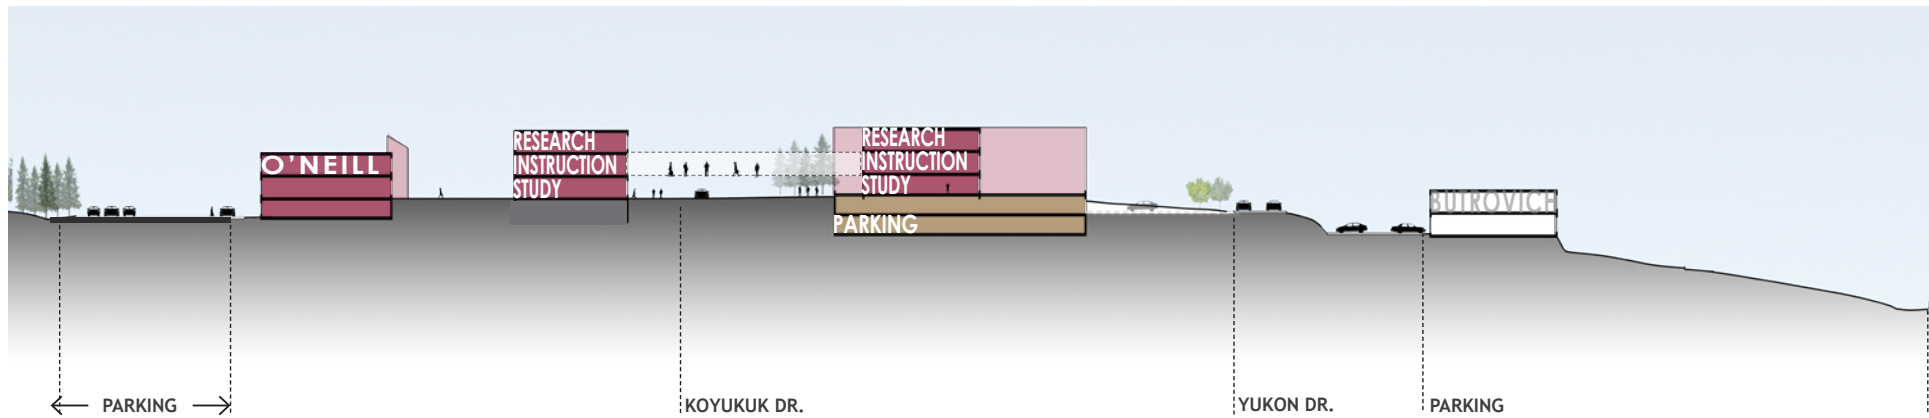 O'NEILL
RESEARCH
INSTRUCTION
STUDY
RESEARCH
INSTRUCTION
STUDY
PARKING
BUTROVICH
PARKING
KOYUKUK DR.
YUKON DR.
PARKING